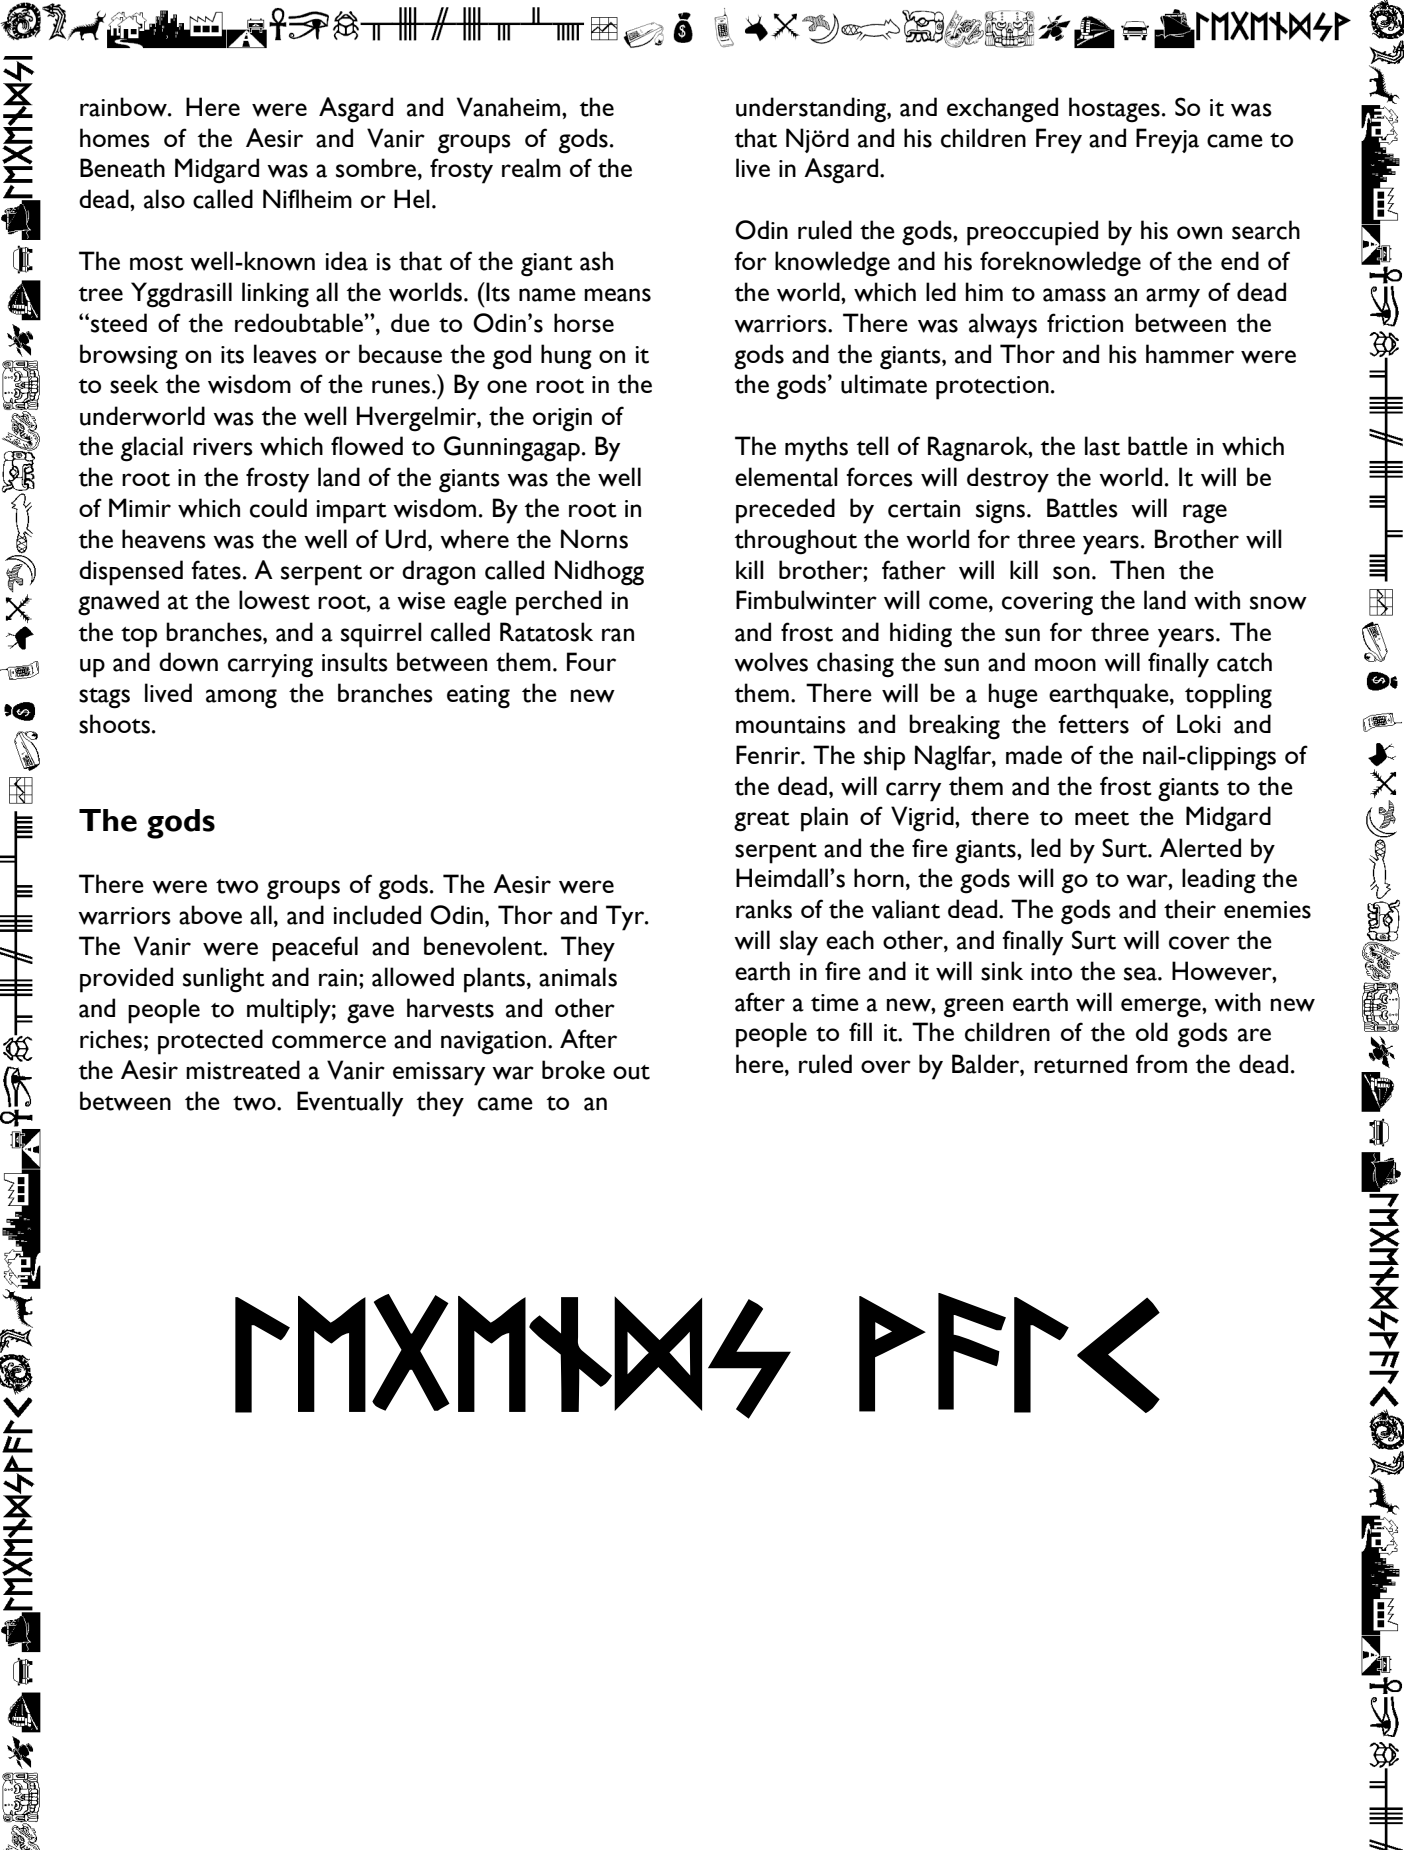 ᛚᛖᚷᛖᚾᛞᛋᚹ
rainbow. Here were Asgard and Vanaheim, the
homes of the Aesir and Vanir groups of gods.
Beneath Midgard was a sombre, frosty realm of the
dead, also called Niflheim or Hel.
The most well-known idea is that of the giant ash
tree Yggdrasill linking all the worlds. (Its name means
“steed of the redoubtable”, due to Odin’s horse
browsing on its leaves or because the god hung on it
to seek the wisdom of the runes.) By one root in the
underworld was the well Hvergelmir, the origin of
the glacial rivers which flowed to Gunningagap. By
the root in the frosty land of the giants was the well
of Mimir which could impart wisdom. By the root in
the heavens was the well of Urd, where the Norns
dispensed fates. A serpent or dragon called Nidhogg
gnawed at the lowest root, a wise eagle perched in
the top branches, and a squirrel called Ratatosk ran
up and down carrying insults between them. Four
stags lived among the branches eating the new
shoots.
The gods
There were two groups of gods. The Aesir were
warriors above all, and included Odin, Thor and Tyr.
The Vanir were peaceful and benevolent. They
provided sunlight and rain; allowed plants, animals
and people to multiply; gave harvests and other
riches; protected commerce and navigation. After
the Aesir mistreated a Vanir emissary war broke out
between the two. Eventually they came to an
understanding, and exchanged hostages. So it was
that Njörd and his children Frey and Freyja came to
live in Asgard.
Odin ruled the gods, preoccupied by his own search
for knowledge and his foreknowledge of the end of
the world, which led him to amass an army of dead
warriors. There was always friction between the
gods and the giants, and Thor and his hammer were
the gods’ ultimate protection.
The myths tell of Ragnarok, the last battle in which
elemental forces will destroy the world. It will be
preceded by certain signs. Battles will rage
throughout the world for three years. Brother will
kill brother; father will kill son. Then the
Fimbulwinter will come, covering the land with snow
and frost and hiding the sun for three years. The
wolves chasing the sun and moon will finally catch
them. There will be a huge earthquake, toppling
mountains and breaking the fetters of Loki and
Fenrir. The ship Naglfar, made of the nail-clippings of
the dead, will carry them and the frost giants to the
great plain of Vigrid, there to meet the Midgard
serpent and the fire giants, led by Surt. Alerted by
Heimdall’s horn, the gods will go to war, leading the
ranks of the valiant dead. The gods and their enemies
will slay each other, and finally Surt will cover the
earth in fire and it will sink into the sea. However,
after a time a new, green earth will emerge, with new
people to fill it. The children of the old gods are
here, ruled over by Balder, returned from the dead.
ᛚᛖᚷᛖᚾᛞᛋ ᚹᚨᛚᚲ